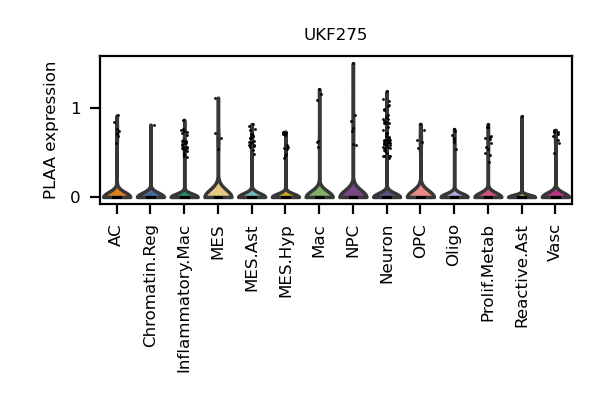 UKF275
PLAA expression
1
0
AC
Chromatin.Reg
Inflammatory.Mac
MES
MES.Ast
MES.Hyp
Mac
NPC
Neuron
OPC
Oligo
Prolif.Metab
Reactive.Ast
Vasc